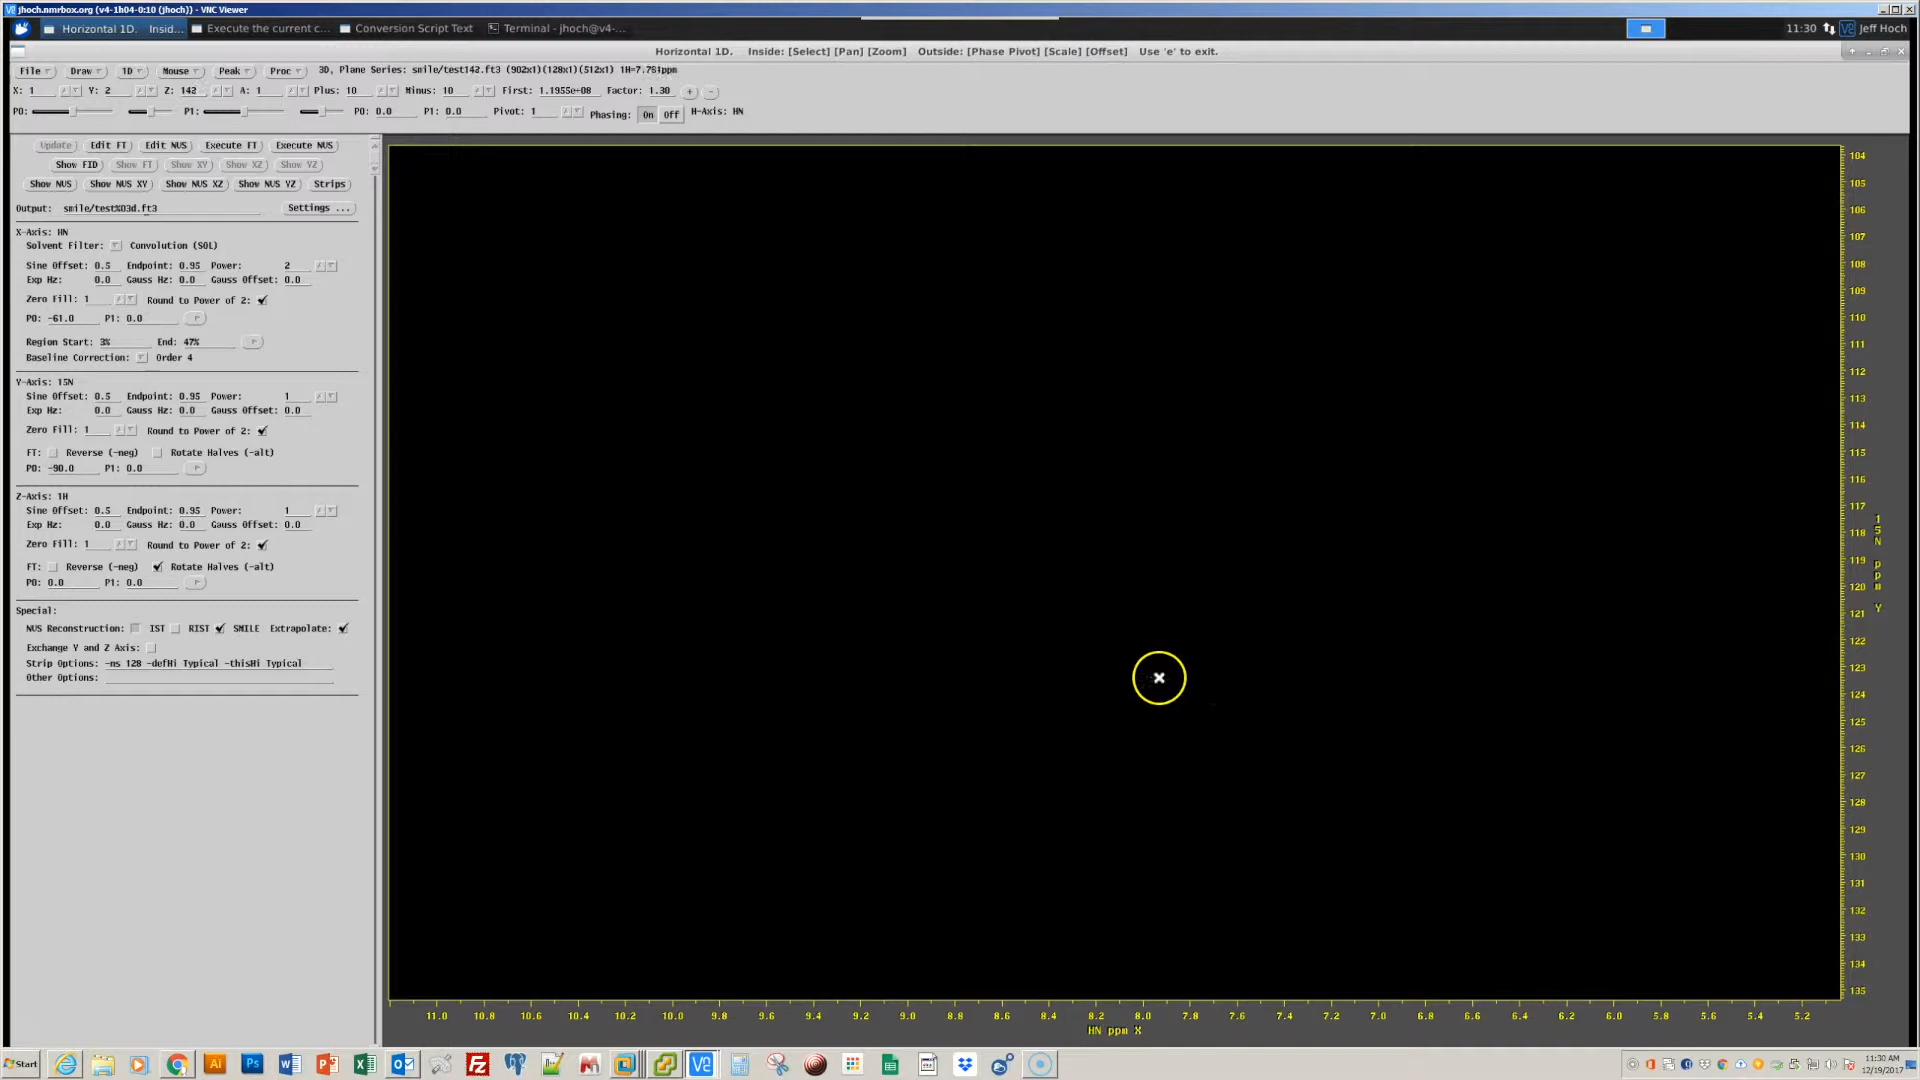 jhoch.nmrbox.org (v4-1h04-0:10 (jhoch)) - VNC Viewer
Horizontal 1D. Insid...
Execute the current c...
Conversion Script Text
Terminal - jhoch@v4-...
11:30
Jeff Hoch
Horizontal 1D. Inside: [Select] [Pan] [Zoom] Outside: [Phase Pivot] [Scale] [Offset] Use 'e' to exit.
File Draw 1D Mouse Peak Proc 3D, Plane Series: smile/test142.ft3 (902x1)(128x1)(512x1) 1H=7.781ppm
X: 1 Y: 2 Z: 142 A: 1 Plus: 10 Minus: 10 First: 1.1955e+08 Factor: 1.30 + -
P0: P1: P0: 0.0 P1: 0.0 Pivot: 1 Phasing: On Off H-Axis: HN
Update Edit FT Edit NUS Execute FT Execute NUS
Show FID Show FT Show XY Show XZ Show YZ
Show NUS Show NUS XY Show NUS XZ Show NUS YZ Strips
Output: smile/test%03d.ft3 Settings ...
X-Axis: HN
Solvent Filter: Convolution (SOL)
Sine Offset: 0.5 Endpoint: 0.95 Power: 2
Exp Hz: 0.0 Gauss Hz: 0.0 Gauss Offset: 0.0
Zero Fill: 1 Round to Power of 2:
P0: -61.0 P1: 0.0
Region Start: 3% End: 47%
Baseline Correction: Order 4
Y-Axis: 15N
Sine Offset: 0.5 Endpoint: 0.95 Power: 1
Exp Hz: 0.0 Gauss Hz: 0.0 Gauss Offset: 0.0
Zero Fill: 1 Round to Power of 2:
FT: Reverse (-neg) Rotate Halves (-alt)
P0: -90.0 P1: 0.0
Z-Axis: 1H
Sine Offset: 0.5 Endpoint: 0.95 Power: 1
Exp Hz: 0.0 Gauss Hz: 0.0 Gauss Offset: 0.0
Zero Fill: 1 Round to Power of 2:
FT: Reverse (-neg) Rotate Halves (-alt)
P0: 0.0 P1: 0.0
Special:
NUS Reconstruction: IST RIST SMILE Extrapolate:
Exchange Y and Z Axis:
Strip Options: -ns 128 -defHi Typical -thisHi Typical
Other Options:
104
105
106
107
108
109
110
111
112
113
114
115
116
117
118
119
120
121
122
123
124
125
126
127
128
129
130
131
132
133
134
135
15N ppm Y
11.0 10.8 10.6 10.4 10.2 10.0 9.8 9.6 9.4 9.2 9.0 8.8 8.6 8.4 8.2 8.0 7.8 7.6 7.4 7.2 7.0 6.8 6.6 6.4 6.2 6.0 5.8 5.6 5.4 5.2
HN ppm X
Start
11:30 AM
12/19/2017